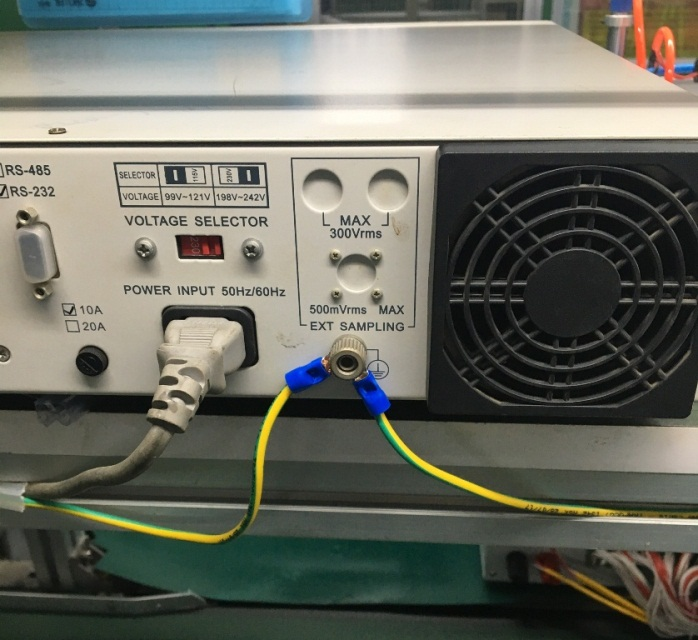 RS-485
RS-232
SELECTOR 115V 230V
VOLTAGE 99V~121V 198V~242V
VOLTAGE SELECTOR
230
POWER INPUT 50Hz/60Hz
10A
20A
MAX
300Vrms
500mVrms MAX
EXT SAMPLING